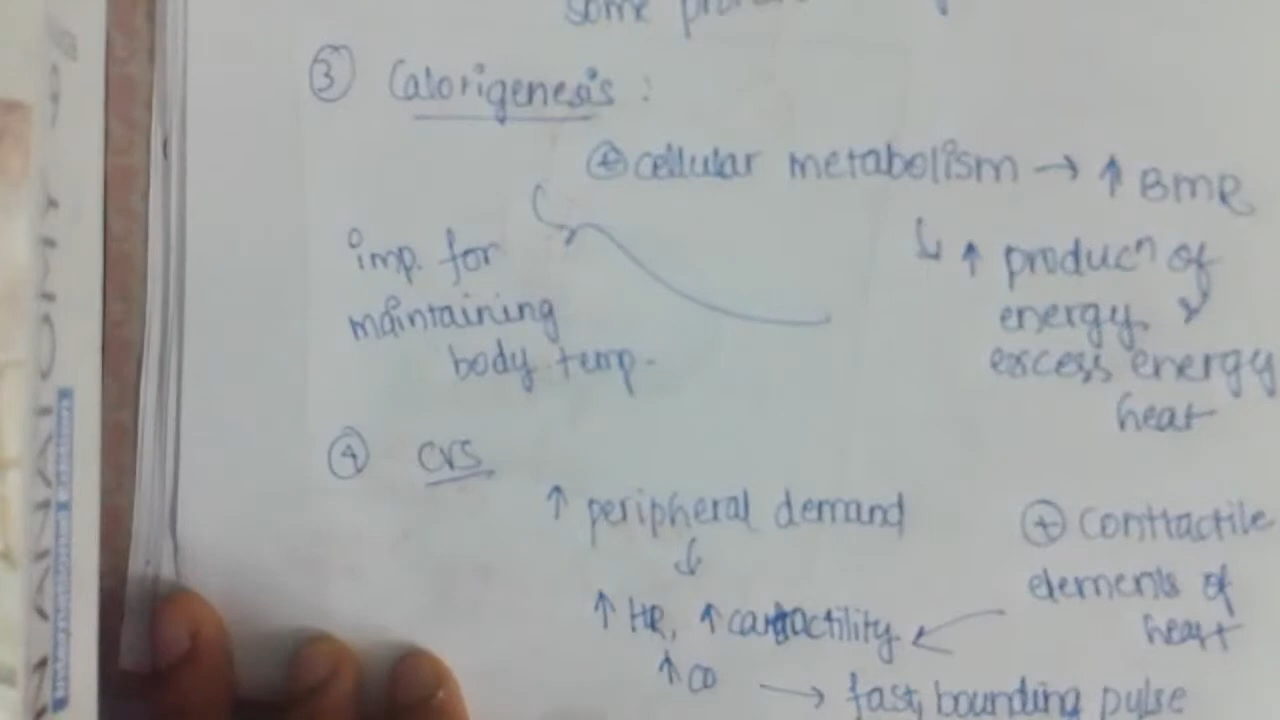 some
③ Calorigenesis :
⊕ cellular metabolism → ↑ BMR
↳ ↑ producⁿ of
energy &
excess energy
heat
imp. for
maintaining
body temp.
④ CVS
↑ peripheral demand
↓
⊕ Contractile
elements of
heart
↑ HR, ↑ contractility ←
↑ CO → fast, bounding pulse